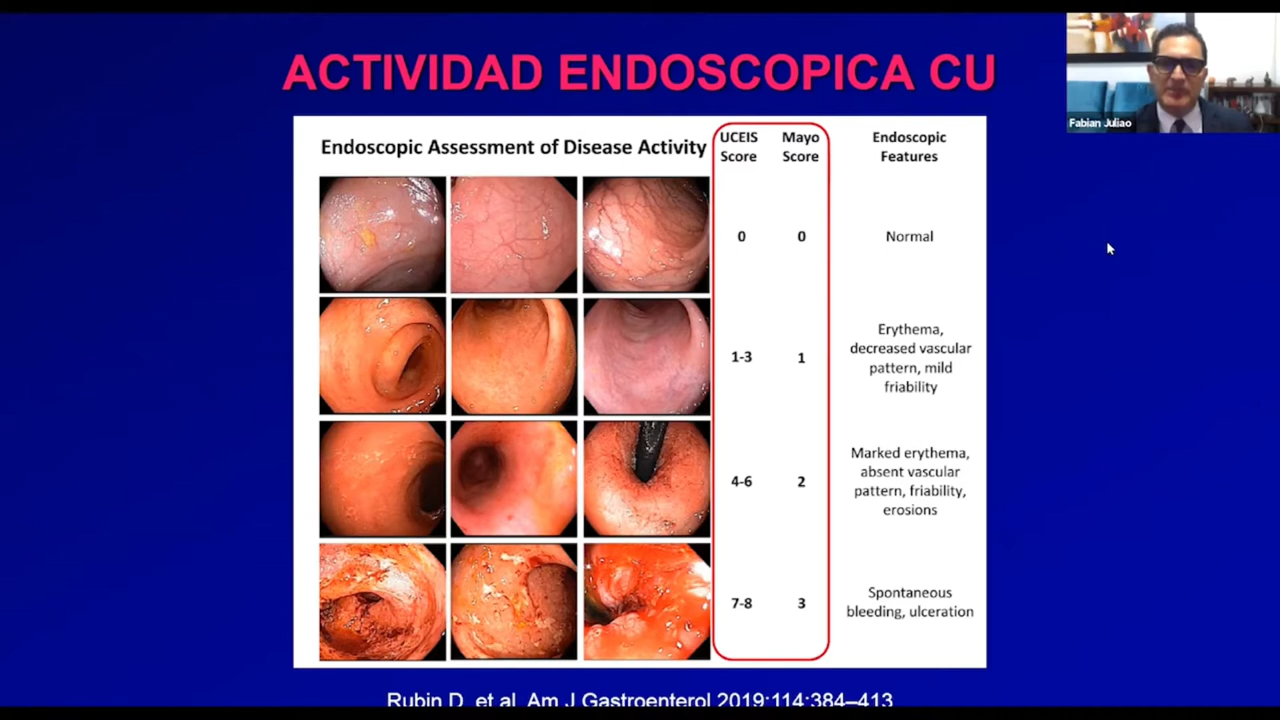 ACTIVIDAD ENDOSCOPICA CU
Fabian Juliao
Endoscopic Assessment of Disease Activity
UCEIS
Score
Mayo
Score
Endoscopic
Features
0
0
Normal
1-3
1
Erythema,
decreased vascular
pattern, mild
friability
4-6
2
Marked erythema,
absent vascular
pattern, friability,
erosions
7-8
3
Spontaneous
bleeding, ulceration
Rubin D, et al. Am J Gastroenterol 2019;114:384–413